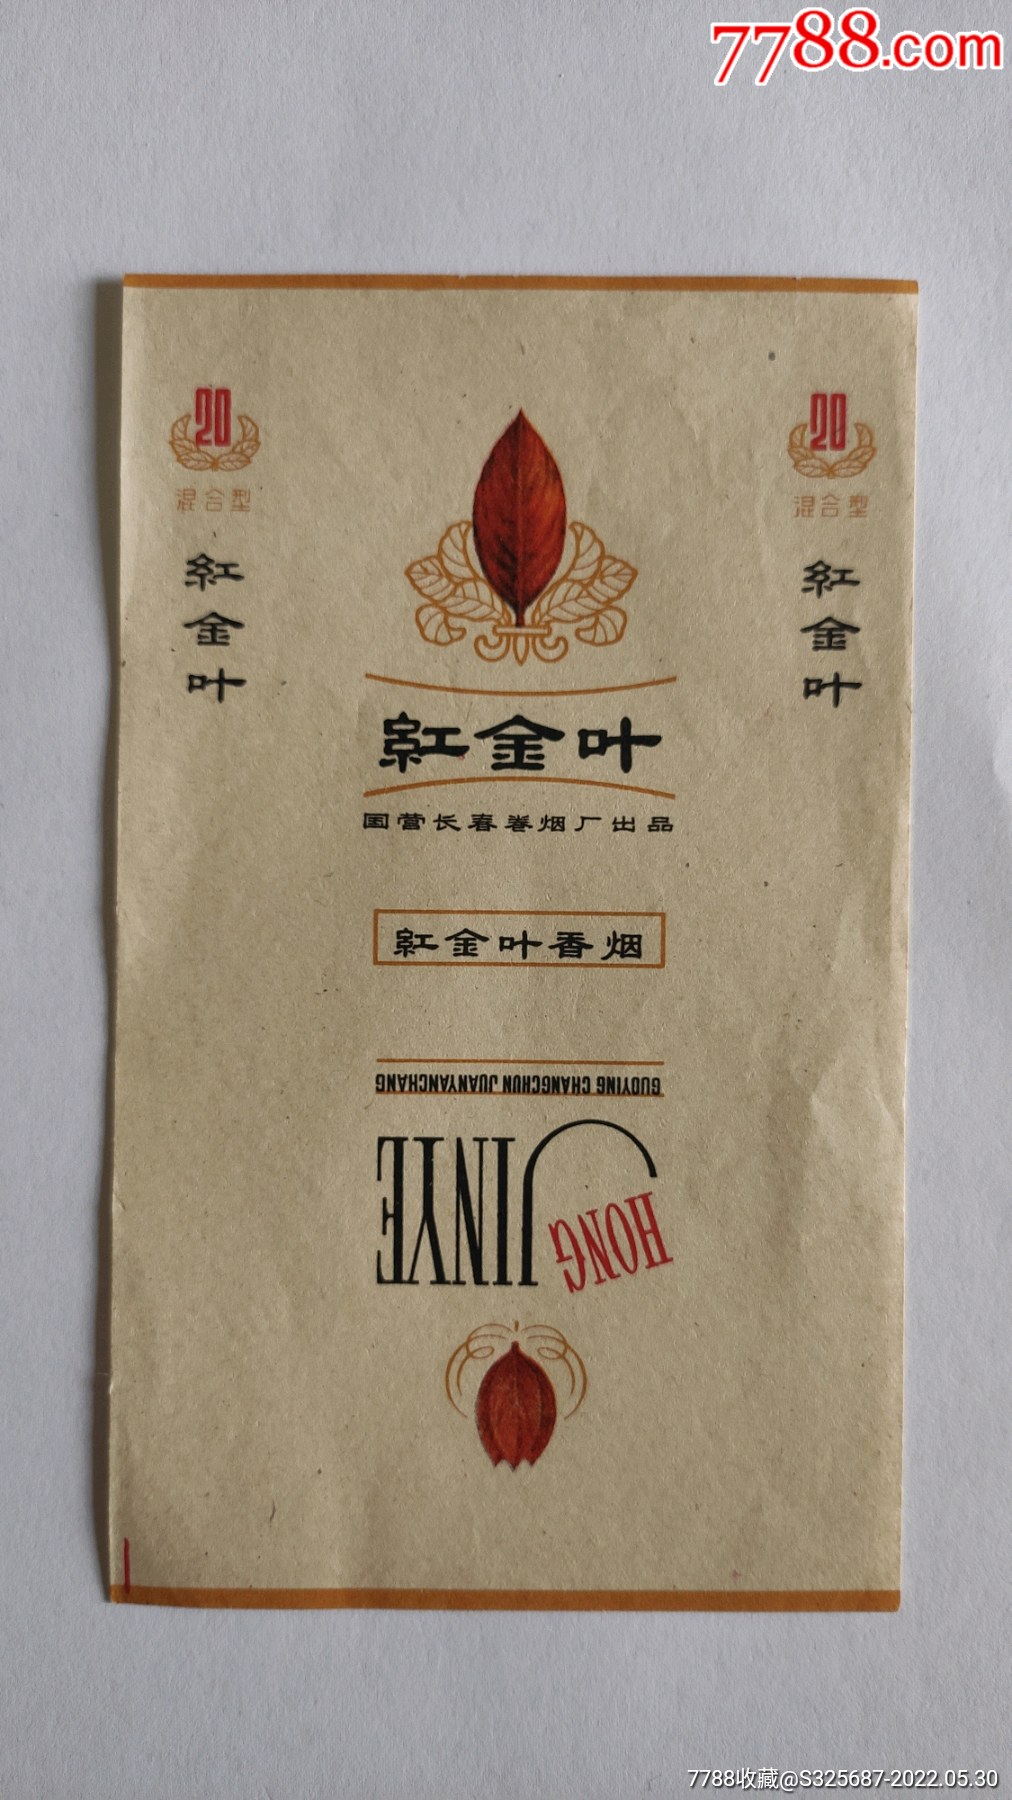 7788.com
20
混合型
紅金叶
20
混合型
紅金叶
紅金叶
国营长春卷烟厂出品
紅金叶香烟
GUOYING CHANGCHUN JUANYANCHANG
HONG
JINYE
7788收藏@S325687-2022.05.30